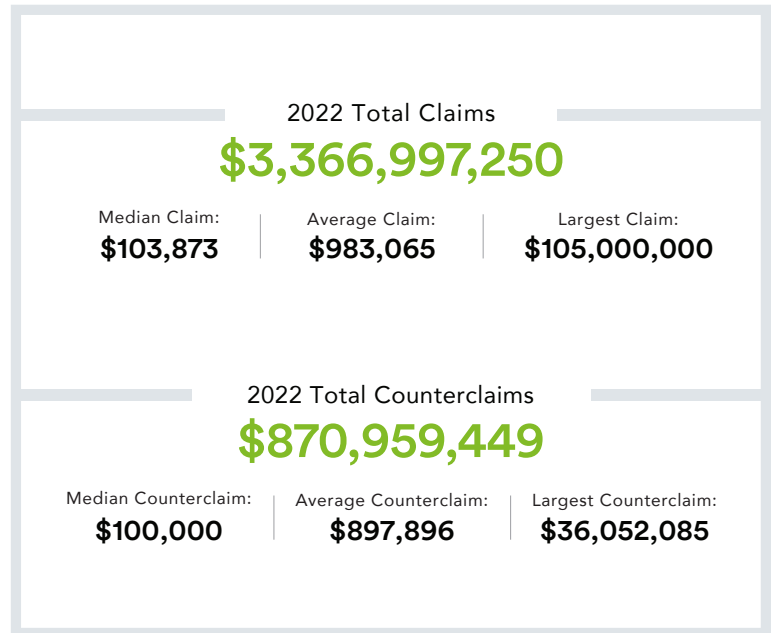 2022 Total Claims
$3,366,997,250
Median Claim: Average Claim: Largest Claim:
$103,873 $983,065 $105,000,000
2022 Total Counterclaims
$870,959,449
Median Counterclaim: Average Counterclaim: Largest Counterclaim:
$100,000 $897,896 $36,052,085